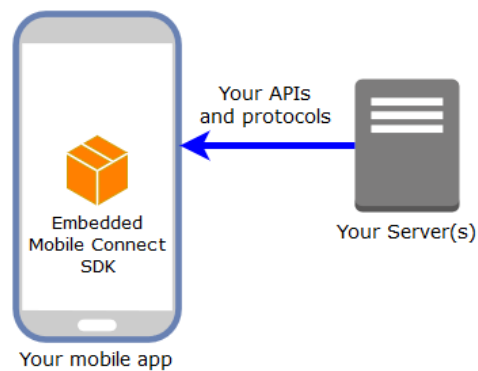 Your APIs
and protocols
Embedded
Mobile Connect
SDK
Your Server(s)
Your mobile app